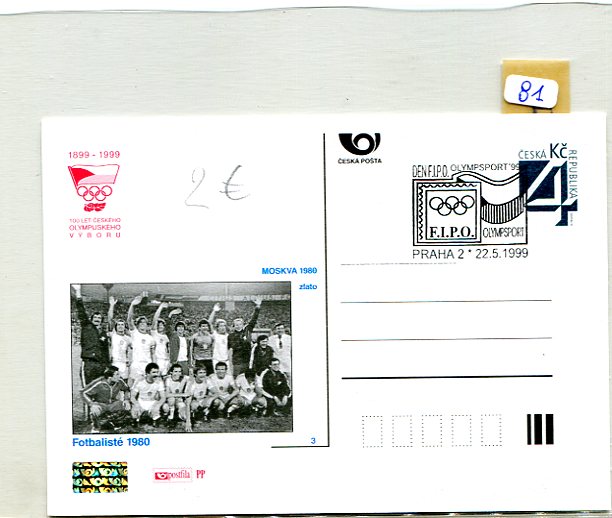 81
1899 - 1999
100 LET ČESKÉHO
OLYMPIJSKÉHO
VÝBORU
2 €
ČESKÁ POŠTA
ČESKÁ
Kč
REPUBLIKA
4
DEN F.I.P.O. OLYMPSPORT '99
F.I.P.O.
OLYMPSPORT
PRAHA 2 * 22.5.1999
MOSKVA 1980
zlato
Fotbalisté 1980
3
postfila PP